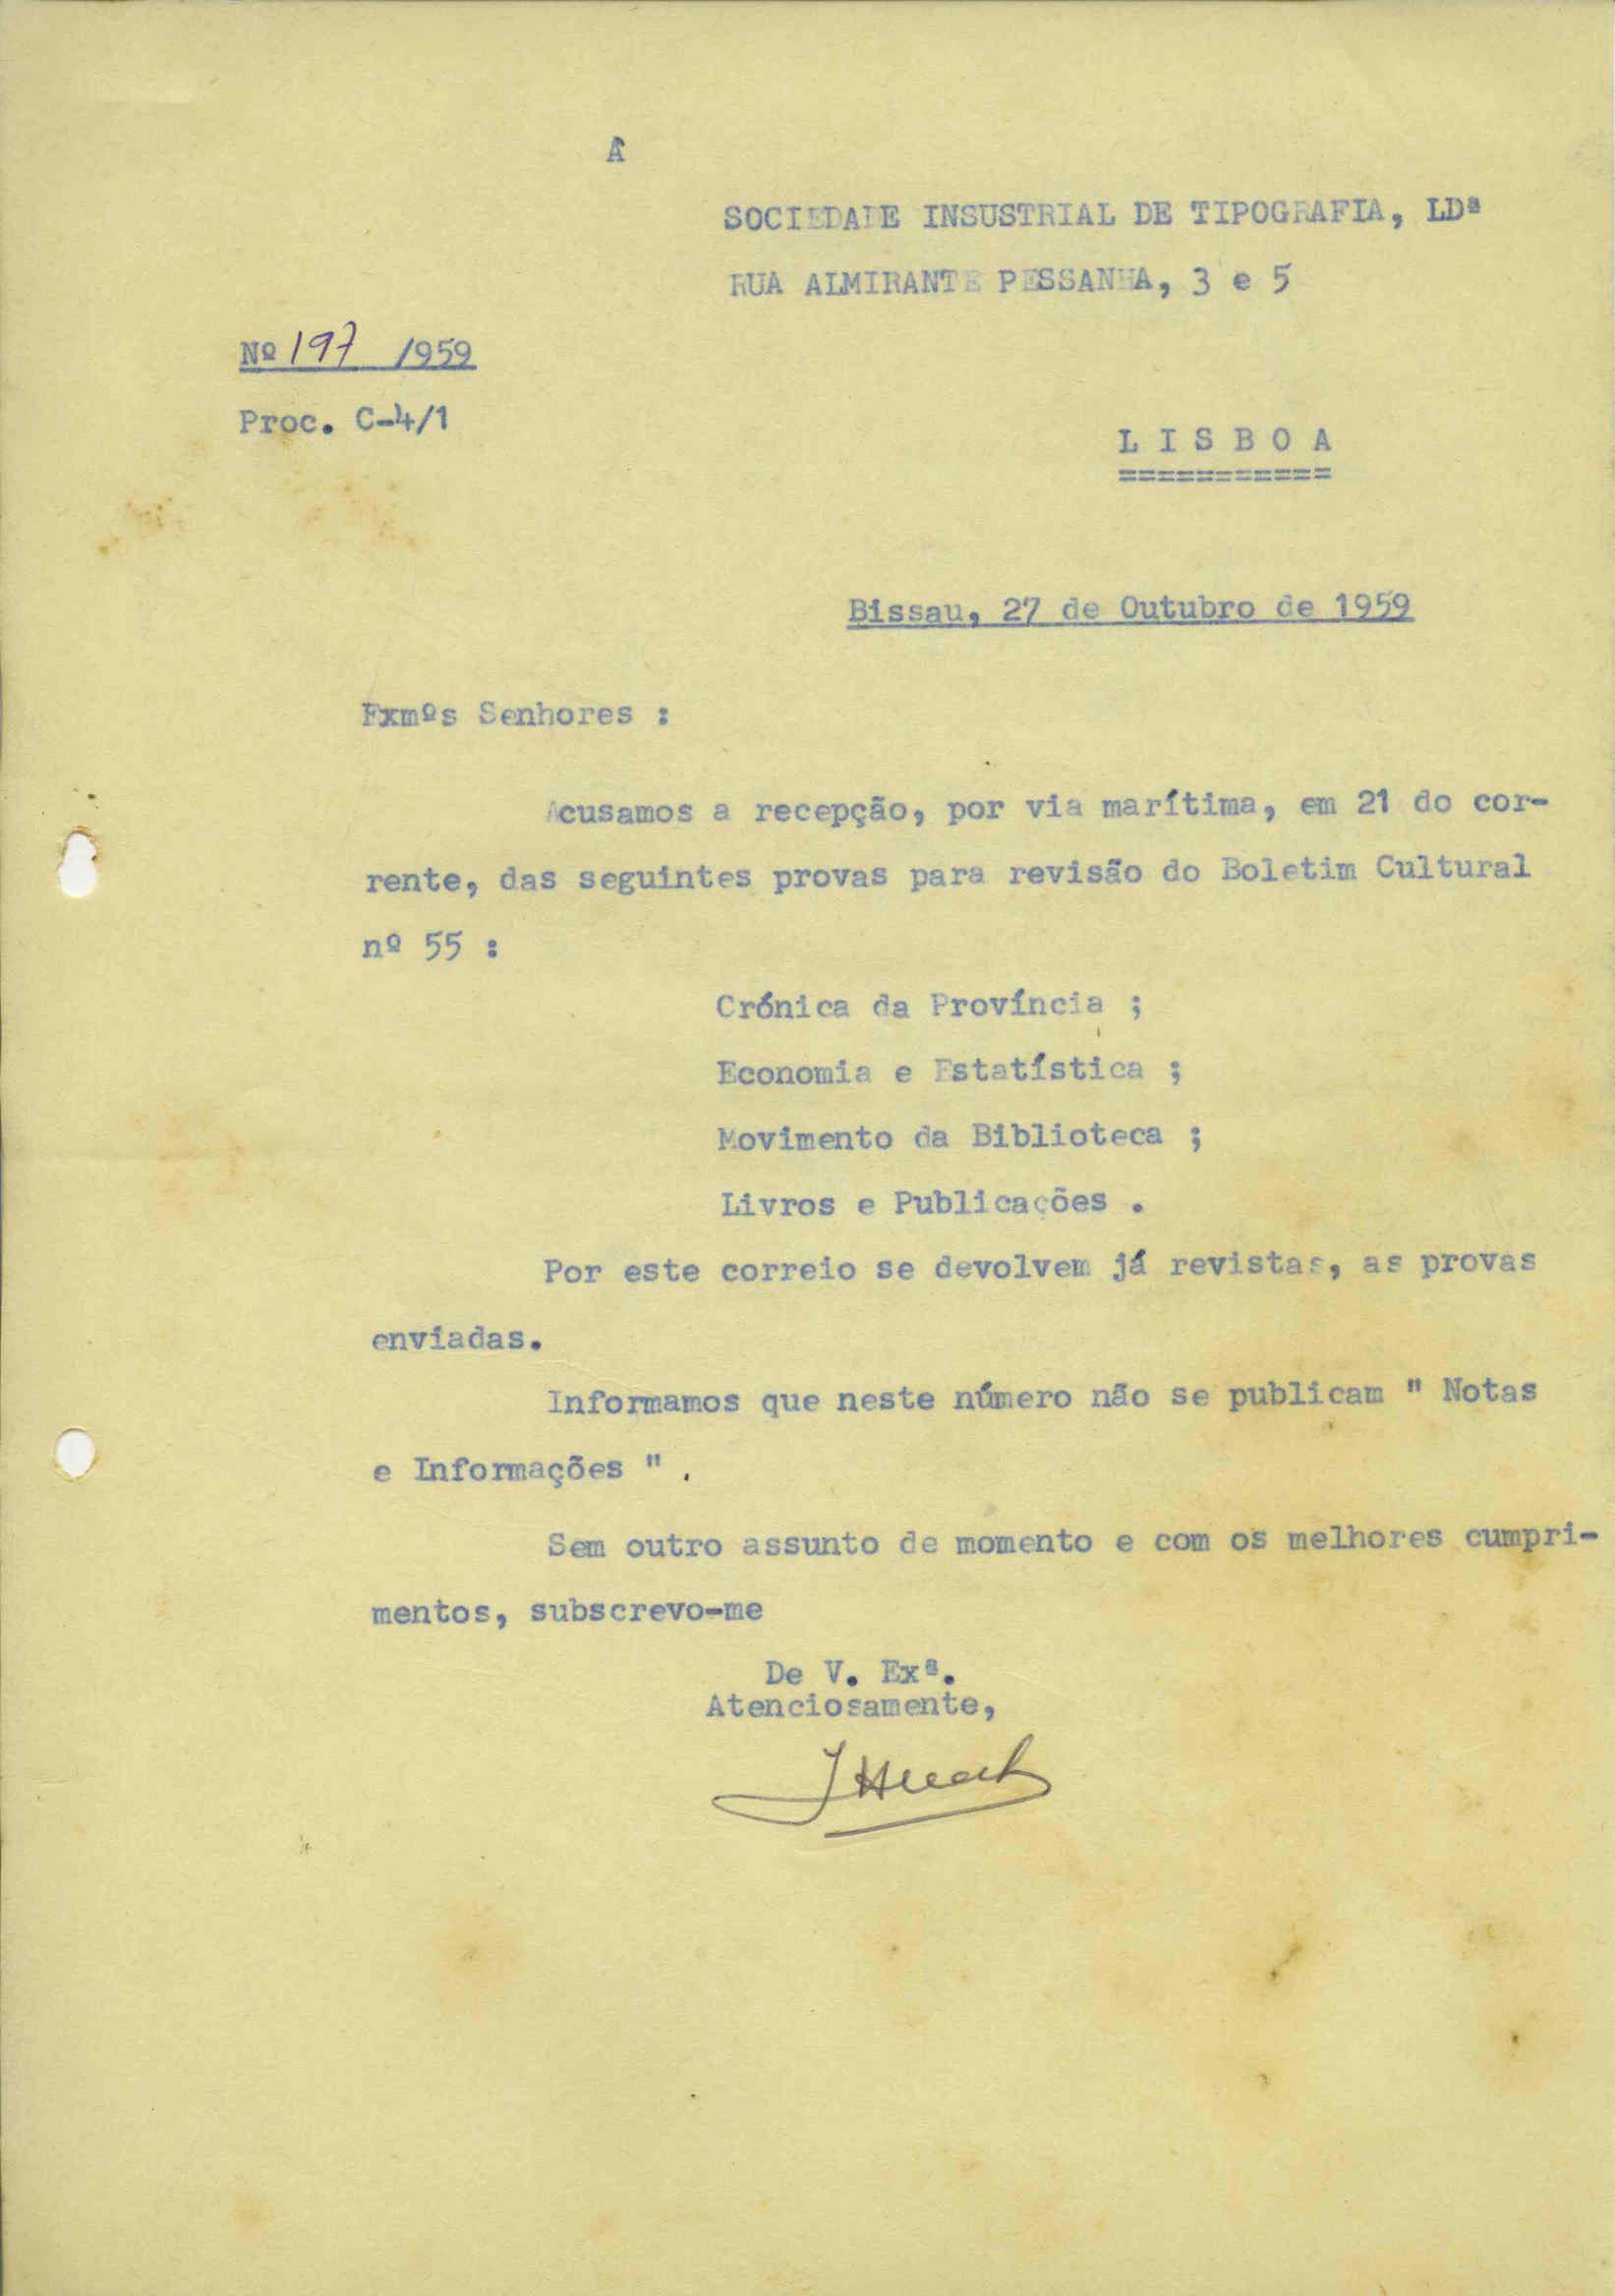 À
SOCIEDADE INSUSTRIAL DE TIPOGRAFIA, LDª
RUA ALMIRANTE PESSANHA, 3 e 5
Nº 197 /1959
Proc. C-4/1
L I S B O A
===========
Bissau, 27 de Outubro de 1959
Exmºs Senhores :
Acusamos a recepção, por via marítima, em 21 do cor-
rente, das seguintes provas para revisão do Boletim Cultural
nº 55 :
Crónica da Província ;
Economia e Estatística ;
Movimento da Biblioteca ;
Livros e Publicações .
Por este correio se devolvem já revistas, as provas
enviadas.
Informamos que neste número não se publicam " Notas
e Informações " .
Sem outro assunto de momento e com os melhores cumpri-
mentos, subscrevo-me
De V. Exª.
Atenciosamente,